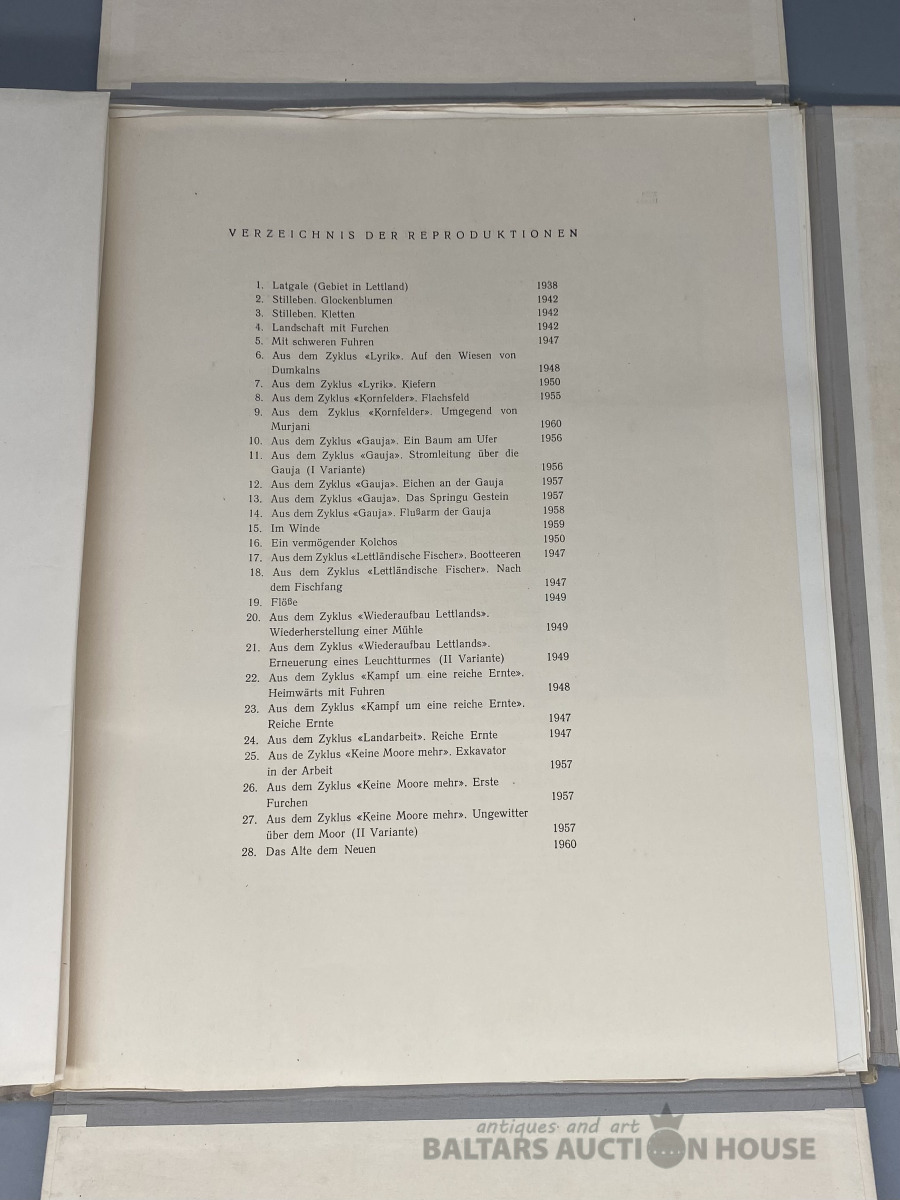 VERZEICHNIS DER REPRODUKTIONEN
1. Latgale (Gebiet in Lettland) 1938
2. Stilleben. Glockenblumen 1942
3. Stilleben. Kletten 1942
4. Landschaft mit Furchen 1942
5. Mit schweren Fuhren 1947
6. Aus dem Zyklus «Lyrik». Auf den Wiesen von
Dumkalns 1948
7. Aus dem Zyklus «Lyrik». Kiefern 1950
8. Aus dem Zyklus «Kornfelder». Flachsfeld 1955
9. Aus dem Zyklus «Kornfelder». Umgegend von
Murjani 1960
10. Aus dem Zyklus «Gauja». Ein Baum am Ufer 1956
11. Aus dem Zyklus «Gauja». Stromleitung über die
Gauja (I Variante) 1956
12. Aus dem Zyklus «Gauja». Eichen an der Gauja 1957
13. Aus dem Zyklus «Gauja». Das Springu Gestein 1957
14. Aus dem Zyklus «Gauja». Flußarm der Gauja 1958
15. Im Winde 1959
16. Ein vermögender Kolchos 1950
17. Aus dem Zyklus «Lettländische Fischer». Bootteeren 1947
18. Aus dem Zyklus «Lettländische Fischer». Nach
dem Fischfang 1947
19. Flöße 1949
20. Aus dem Zyklus «Wiederaufbau Lettlands».
Wiederherstellung einer Mühle 1949
21. Aus dem Zyklus «Wiederaufbau Lettlands».
Erneuerung eines Leuchtturmes (II Variante) 1949
22. Aus dem Zyklus «Kampf um eine reiche Ernte».
Heimwärts mit Fuhren 1948
23. Aus dem Zyklus «Kampf um eine reiche Ernte».
Reiche Ernte 1947
24. Aus dem Zyklus «Landarbeit». Reiche Ernte 1947
25. Aus de Zyklus «Keine Moore mehr». Exkavator
in der Arbeit 1957
26. Aus dem Zyklus «Keine Moore mehr». Erste
Furchen 1957
27. Aus dem Zyklus «Keine Moore mehr». Ungewitter
über dem Moor (II Variante) 1957
28. Das Alte dem Neuen 1960
antiques and art
BALTARS AUCTION HOUSE